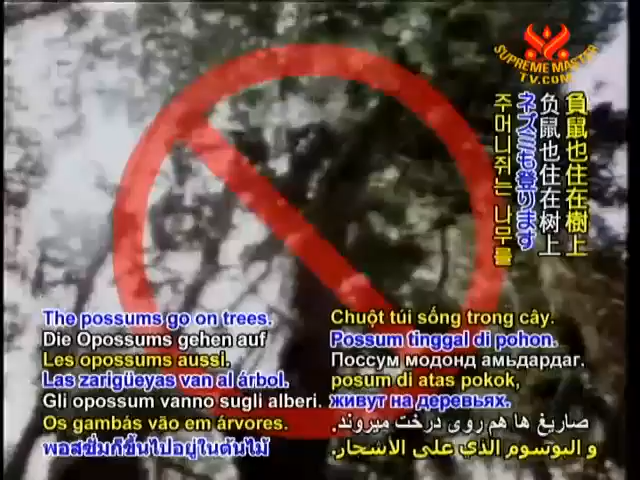 SUPREME MASTER
TV.COM
負鼠也住在樹上
负鼠也住在树上
ネズミも登ります
주머니쥐는 나무를
The possums go on trees.
Die Opossums gehen auf
Les opossums aussi.
Las zarigüeyas van al árbol.
Gli opossum vanno sugli alberi.
Os gambás vão em árvores.
พอสซั่มก็ขึ้นไปอยู่ในต้นไม้
Chuột túi sống trong cây.
Possum tinggal di pohon.
Поссум модонд амьдардаг.
posum di atas pokok,
живут на деревьях.
صاریغ ها هم روی درخت میروند.
و البوسوم الذي على الأشجار.